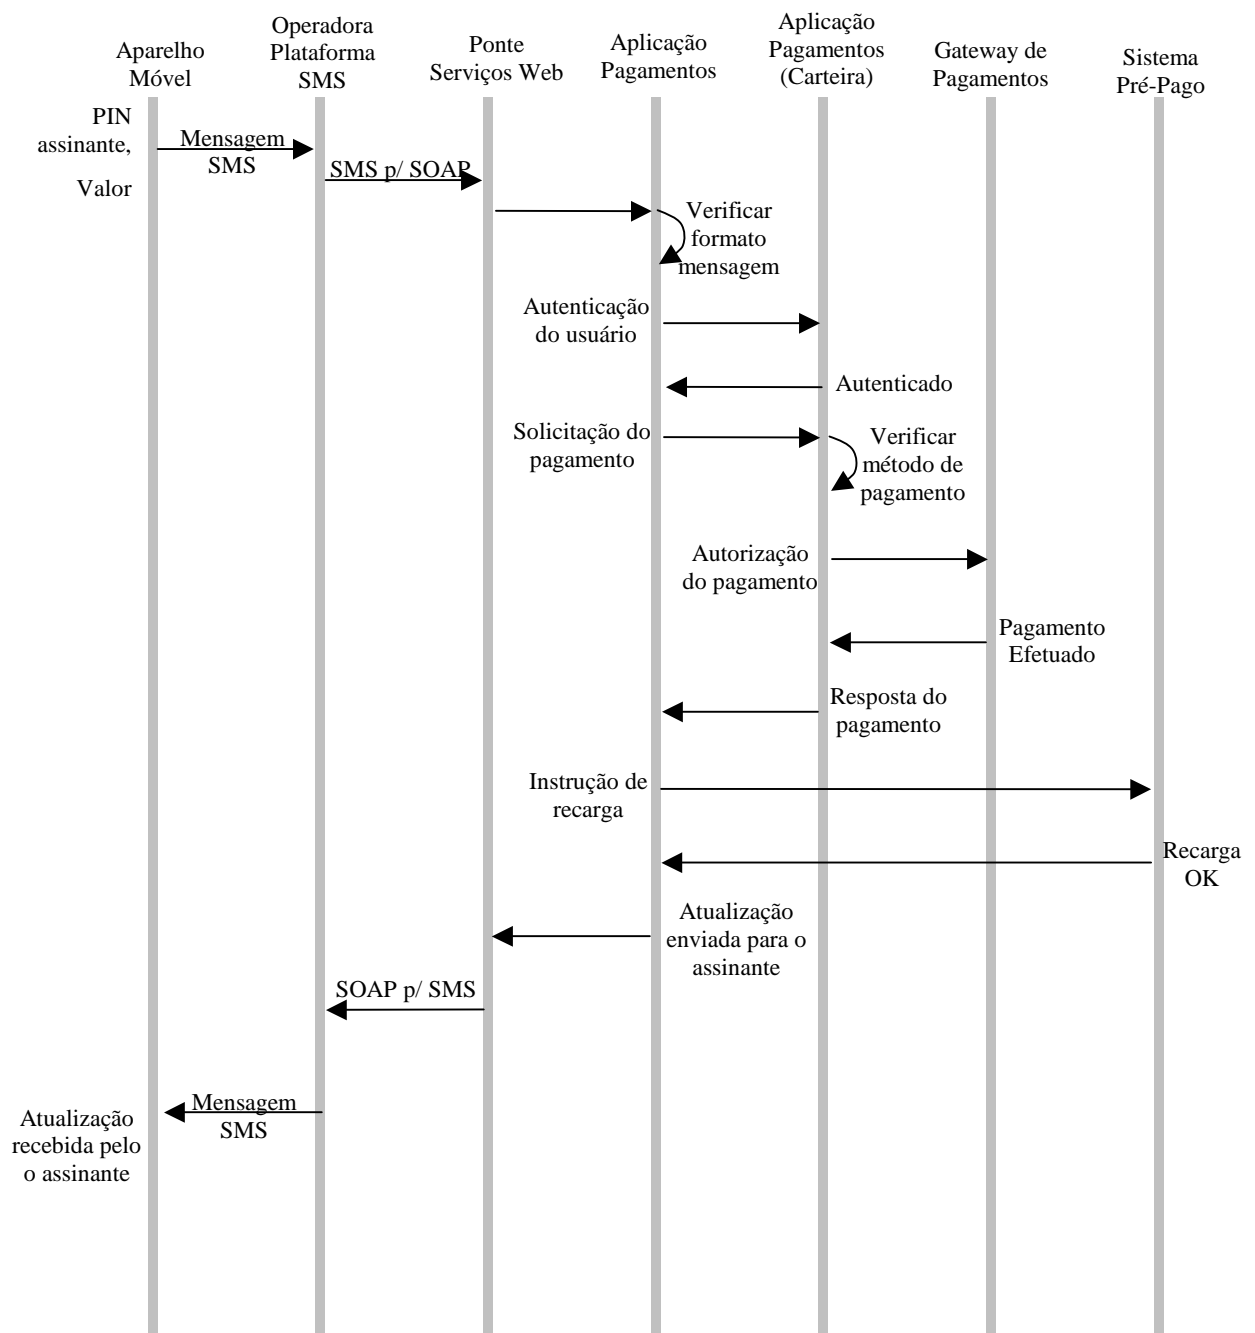 Aparelho
Móvel
Operadora
Plataforma
SMS
Ponte
Serviços Web
Aplicação
Pagamentos
Aplicação
Pagamentos
(Carteira)
Gateway de
Pagamentos
Sistema
Pré-Pago
PIN
assinante,
Valor
Mensagem
SMS
SMS p/ SOAP
Verificar
formato
mensagem
Autenticação
do usuário
Autenticado
Solicitação do
pagamento
Verificar
método de
pagamento
Autorização
do pagamento
Pagamento
Efetuado
Resposta do
pagamento
Instrução de
recarga
Recarga
OK
Atualização
enviada para o
assinante
SOAP p/ SMS
Mensagem
SMS
Atualização
recebida pelo
o assinante